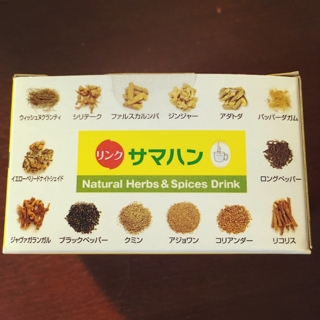 ウィッシュヌクランティ シリテーク ファルスカルンバ ジンジャー アダトダ パッパーダガム
リンク サマハン
イエローベリードナイトシェイド ロングペッパー
Natural Herbs & Spices Drink
ジャヴァガランガル ブラックペッパー クミン アジョワン コリアンダー リコリス